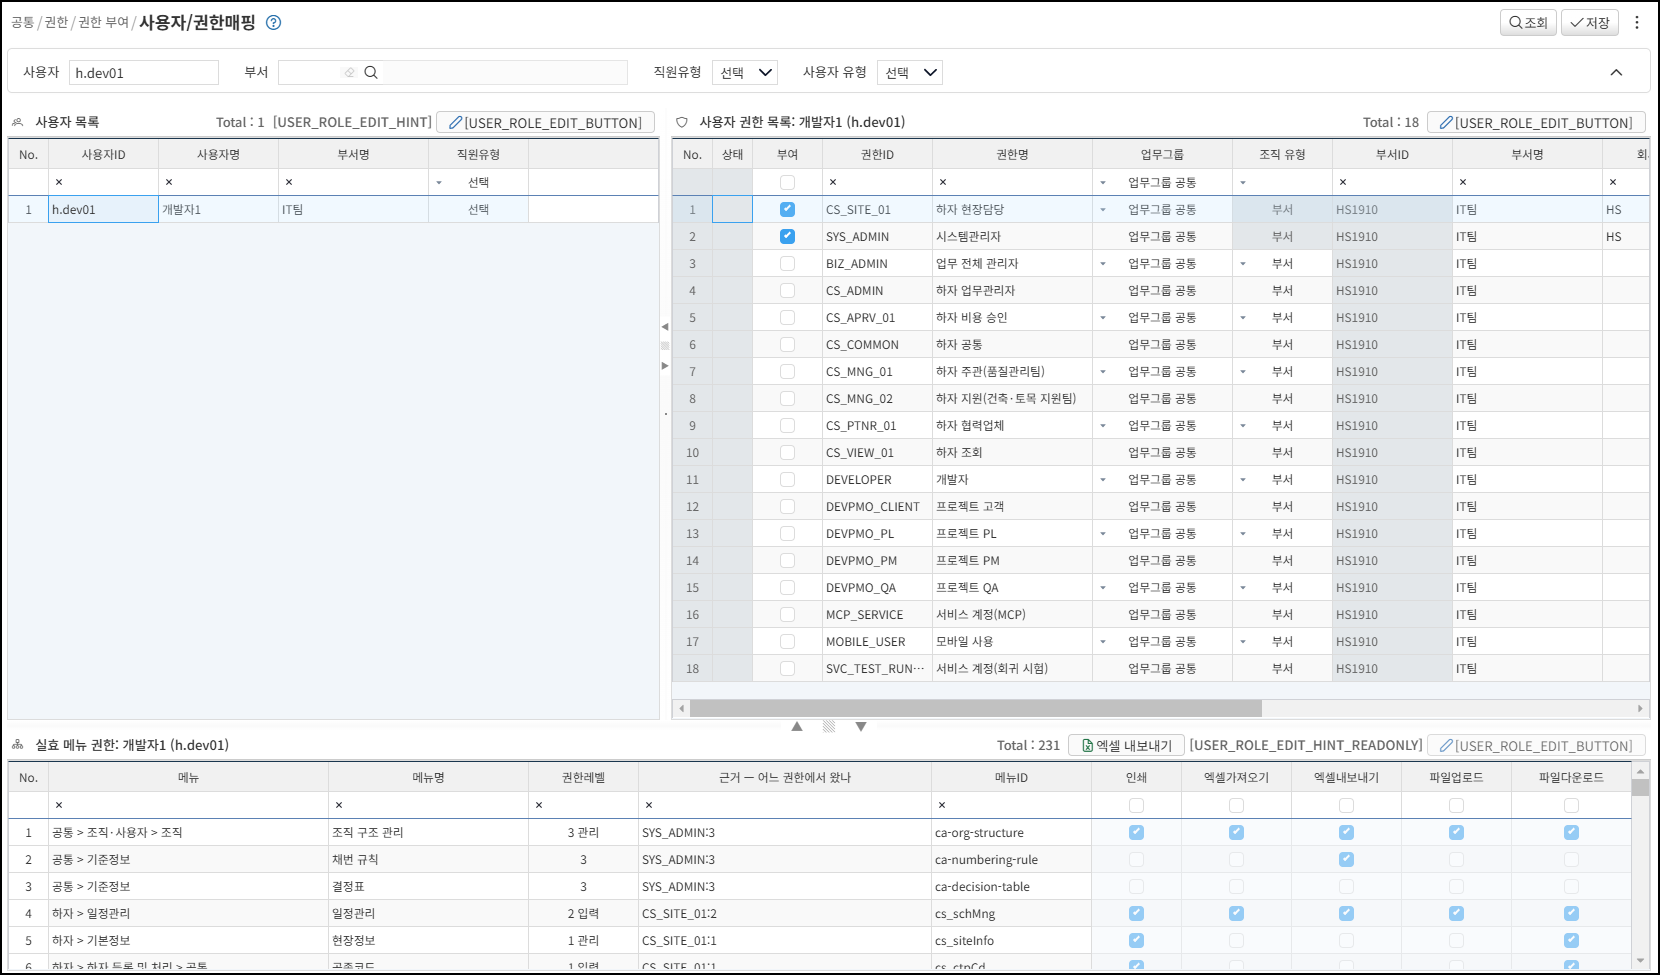 공통 / 권한 / 권한 부여 / 사용자/권한매핑 ?
조회 저장
사용자 h.dev01 부서 직원유형 선택 사용자 유형 선택
사용자 목록 Total : 1 [USER_ROLE_EDIT_HINT] [USER_ROLE_EDIT_BUTTON]
No. 사용자ID 사용자명 부서명 직원유형
선택
1 h.dev01 개발자1 IT팀 선택
사용자 권한 목록: 개발자1 (h.dev01) Total : 18 [USER_ROLE_EDIT_BUTTON]
No. 상태 부여 권한ID 권한명 업무그룹 조직 유형 부서ID 부서명
업무그룹 공통
1 CS_SITE_01 하자 현장담당 업무그룹 공통 부서 HS1910 IT팀 HS
2 SYS_ADMIN 시스템관리자 업무그룹 공통 부서 HS1910 IT팀 HS
3 BIZ_ADMIN 업무 전체 관리자 업무그룹 공통 부서 HS1910 IT팀
4 CS_ADMIN 하자 업무관리자 업무그룹 공통 부서 HS1910 IT팀
5 CS_APRV_01 하자 비용 승인 업무그룹 공통 부서 HS1910 IT팀
6 CS_COMMON 하자 공통 업무그룹 공통 부서 HS1910 IT팀
7 CS_MNG_01 하자 주관(품질관리팀) 업무그룹 공통 부서 HS1910 IT팀
8 CS_MNG_02 하자 지원(건축·토목 지원팀) 업무그룹 공통 부서 HS1910 IT팀
9 CS_PTNR_01 하자 협력업체 업무그룹 공통 부서 HS1910 IT팀
10 CS_VIEW_01 하자 조회 업무그룹 공통 부서 HS1910 IT팀
11 DEVELOPER 개발자 업무그룹 공통 부서 HS1910 IT팀
12 DEVPMO_CLIENT 프로젝트 고객 업무그룹 공통 부서 HS1910 IT팀
13 DEVPMO_PL 프로젝트 PL 업무그룹 공통 부서 HS1910 IT팀
14 DEVPMO_PM 프로젝트 PM 업무그룹 공통 부서 HS1910 IT팀
15 DEVPMO_QA 프로젝트 QA 업무그룹 공통 부서 HS1910 IT팀
16 MCP_SERVICE 서비스 계정(MCP) 업무그룹 공통 부서 HS1910 IT팀
17 MOBILE_USER 모바일 사용 업무그룹 공통 부서 HS1910 IT팀
18 SVC_TEST_RUN… 서비스 계정(회귀 시험) 업무그룹 공통 부서 HS1910 IT팀
실효 메뉴 권한: 개발자1 (h.dev01) Total : 231 엑셀 내보내기 [USER_ROLE_EDIT_HINT_READONLY] [USER_ROLE_EDIT_BUTTON]
No. 메뉴 메뉴명 권한레벨 근거 — 어느 권한에서 왔나 메뉴ID 인쇄 엑셀가져오기 엑셀내보내기 파일업로드 파일다운로드
1 공통 > 조직·사용자 > 조직 조직 구조 관리 3 관리 SYS_ADMIN:3 ca-org-structure
2 공통 > 기준정보 채번 규칙 3 SYS_ADMIN:3 ca-numbering-rule
3 공통 > 기준정보 결정표 3 SYS_ADMIN:3 ca-decision-table
4 하자 > 일정관리 일정관리 2 입력 CS_SITE_01:2 cs_schMng
5 하자 > 기본정보 현장정보 1 관리 CS_SITE_01:1 cs_siteInfo
6 하자 > 하자 등록 및 처리 > 공통 공종코드 1 입력 CS_SITE_01:1 cs_ctpCd